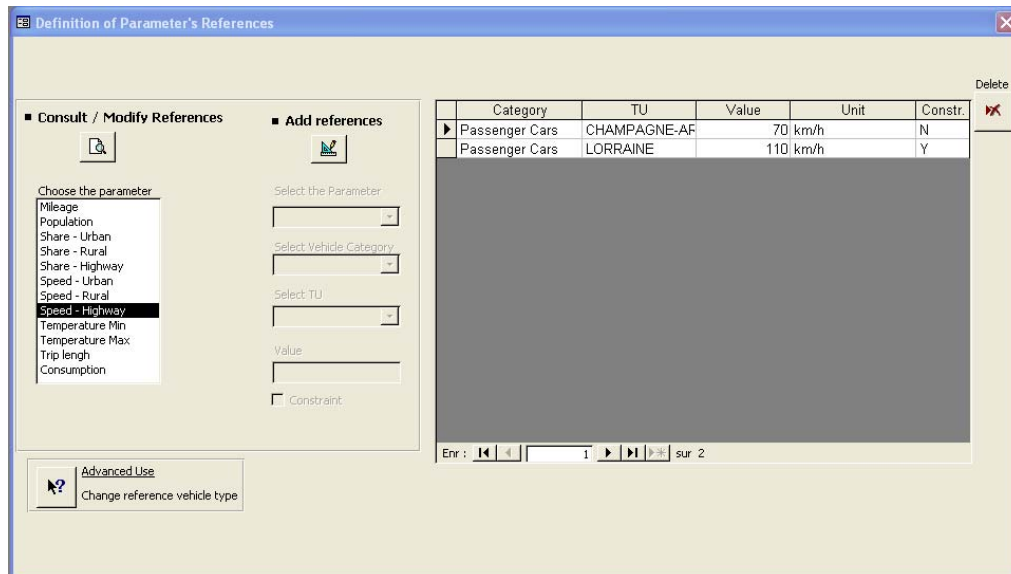 Definition of Parameter's References
Delete
Consult / Modify References
Add references
Choose the parameter
Mileage
Population
Share - Urban
Share - Rural
Share - Highway
Speed - Urban
Speed - Rural
Speed - Highway
Temperature Min
Temperature Max
Trip lengh
Consumption
Select the Parameter
Select Vehicle Category
Select TU
Value
Constraint
Category TU Value Unit Constr.
Passenger Cars CHAMPAGNE-AR 70 km/h N
Passenger Cars LORRAINE 110 km/h Y
Enr : 1 sur 2
Advanced Use
Change reference vehicle type